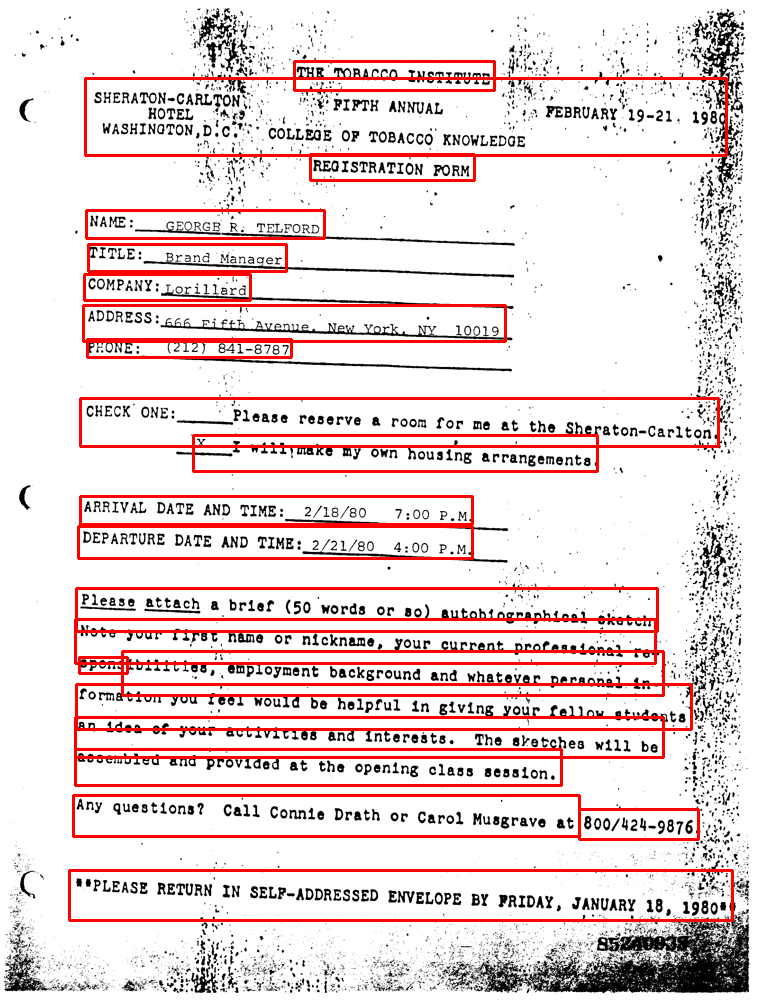 THE TOBACCO INSTITUTE
SHERATON-CARLTON HOTEL WASHINGTON, D.C.
FIFTH ANNUAL
COLLEGE OF TOBACCO KNOWLEDGE
FEBRUARY 19-21, 1980
REGISTRATION FORM
NAME: GEORGE R. TELFORD
TITLE: Brand Manager
COMPANY: Lorillard
ADDRESS: 666 Fifth Avenue, New York, NY 10019
PHONE: (212) 841-8787
CHECK ONE: Please reserve a room for me at the Sheraton-Carlton.
X I will make my own housing arrangements.
ARRIVAL DATE AND TIME: 2/18/80 7:00 P.M.
DEPARTURE DATE AND TIME: 2/21/80 4:00 P.M.
Please attach a brief (50 words or so) autobiographical sketch
Note your first name or nickname, your current professional re-
sponsibilities, employment background and whatever personal in-
formation you feel would be helpful in giving your fellow students
an idea of your activities and interests. The sketches will be
assembled and provided at the opening class session.
Any questions? Call Connie Drath or Carol Musgrave at 800/424-9876.
**PLEASE RETURN IN SELF-ADDRESSED ENVELOPE BY FRIDAY, JANUARY 18, 1980**